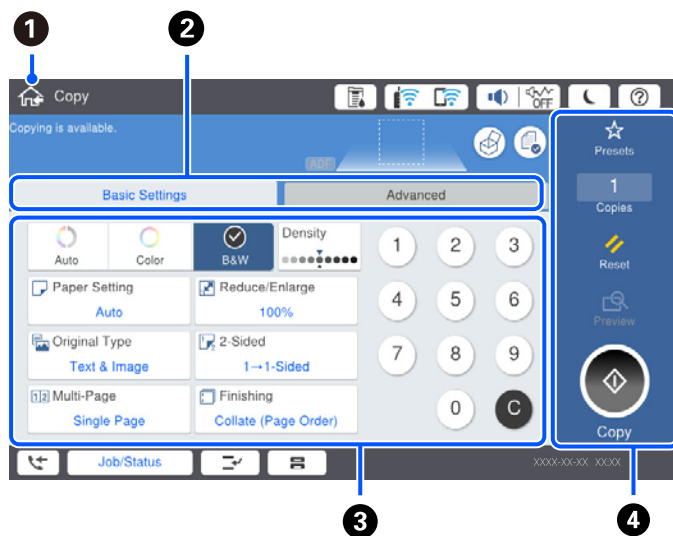 1
2
Copy
OFF
Copying is available.
ADF
Basic Settings
Advanced
Presets
1
Copies
Reset
Preview
Copy
Auto
Color
B&W
Density
1
2
3
Paper Setting
Auto
Reduce/Enlarge
100%
4
5
6
Original Type
Text & Image
2-Sided
1→1-Sided
7
8
9
1 2 Multi-Page
Single Page
Finishing
Collate (Page Order)
0
C
Job/Status
XXXX-XX-XX XX:XX
3
4